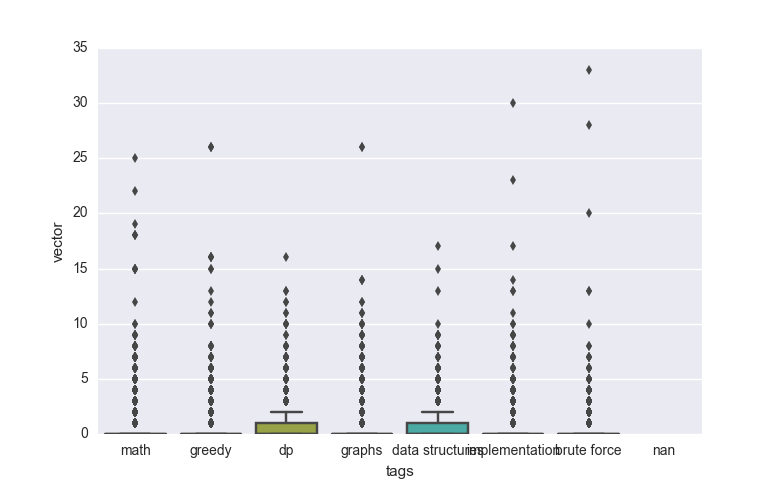 35
30
25
20
15
10
5
0
vector
math greedy dp graphs data structures implementation brute force nan
tags